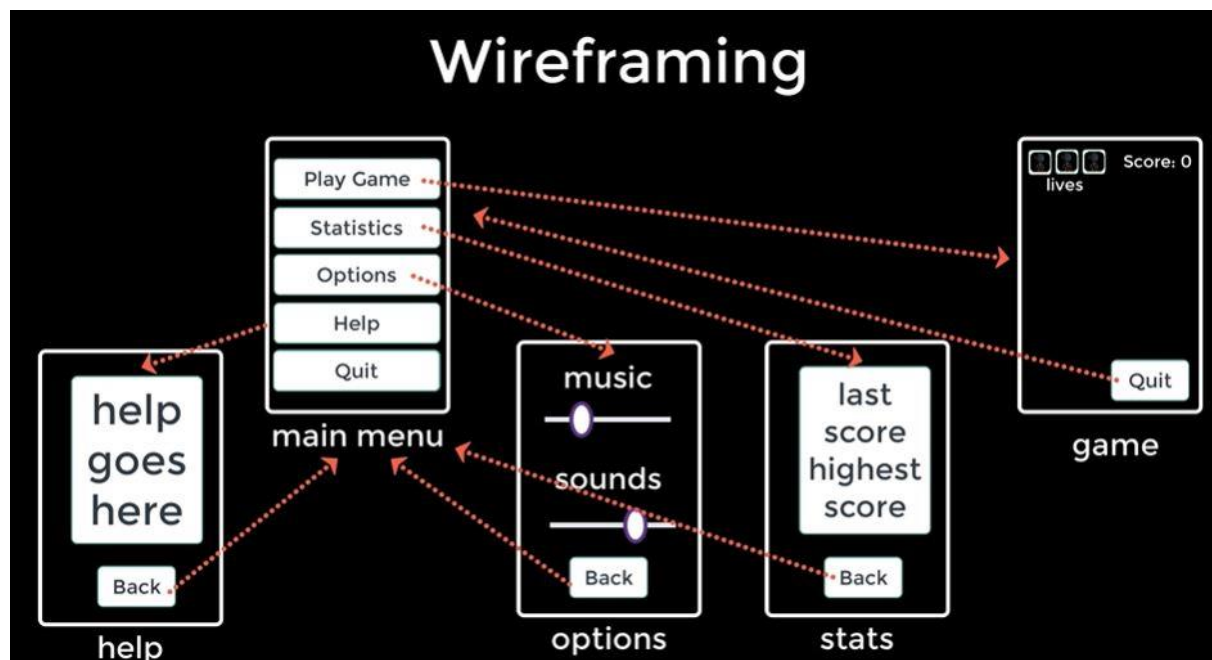 Wireframing
Play Game
Statistics
Options
Help
Quit
main menu
lives
Score: 0
Quit
game
help
goes
here
Back
help
music
sounds
Back
options
last
score
highest
score
Back
stats